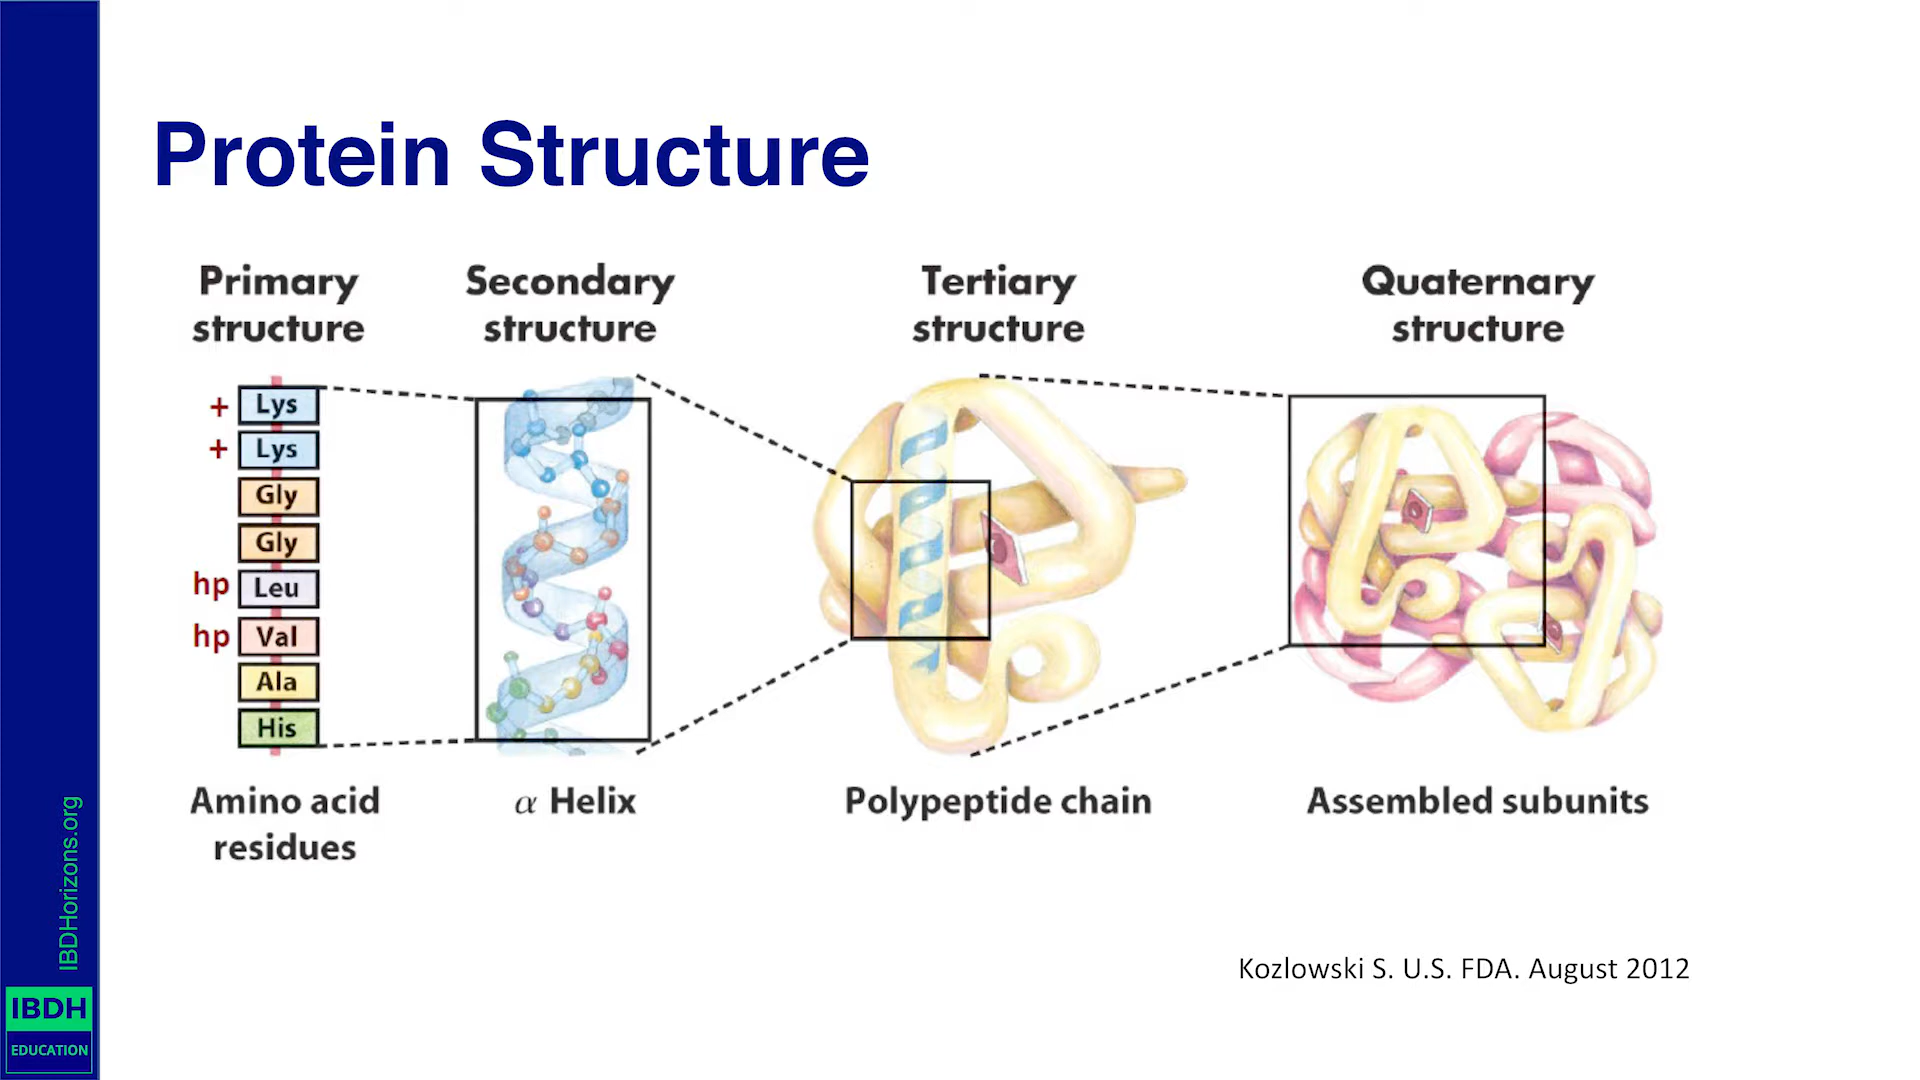 Protein Structure
Primary
structure
Secondary
structure
Tertiary
structure
Quaternary
structure
+ Lys
+ Lys
Gly
Gly
hp Leu
hp Val
Ala
His
Amino acid
residues
α Helix
Polypeptide chain
Assembled subunits
Kozlowski S. U.S. FDA. August 2012
IBDHorizons.org
IBDH
EDUCATION